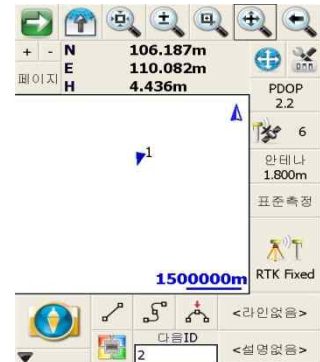 + - N 106.187m
E 110.082m
페이지 H 4.436m
PDOP
2.2
1
6
안테나
1.800m
표준측정
1500000m
RTK Fixed
<라인없음>
다음ID
2
<설명없음>